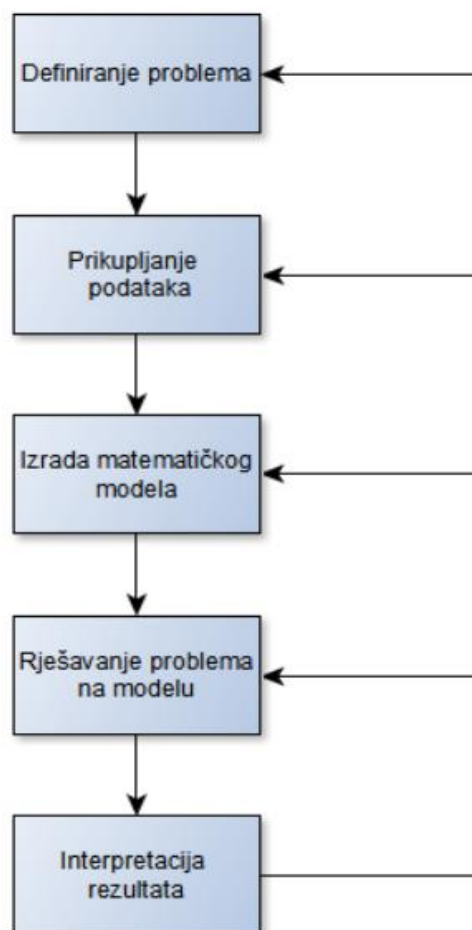 Definiranje problema
Prikupljanje
podataka
Izrada matematičkog
modela
Rješavanje problema
na modelu
Interpretacija
rezultata